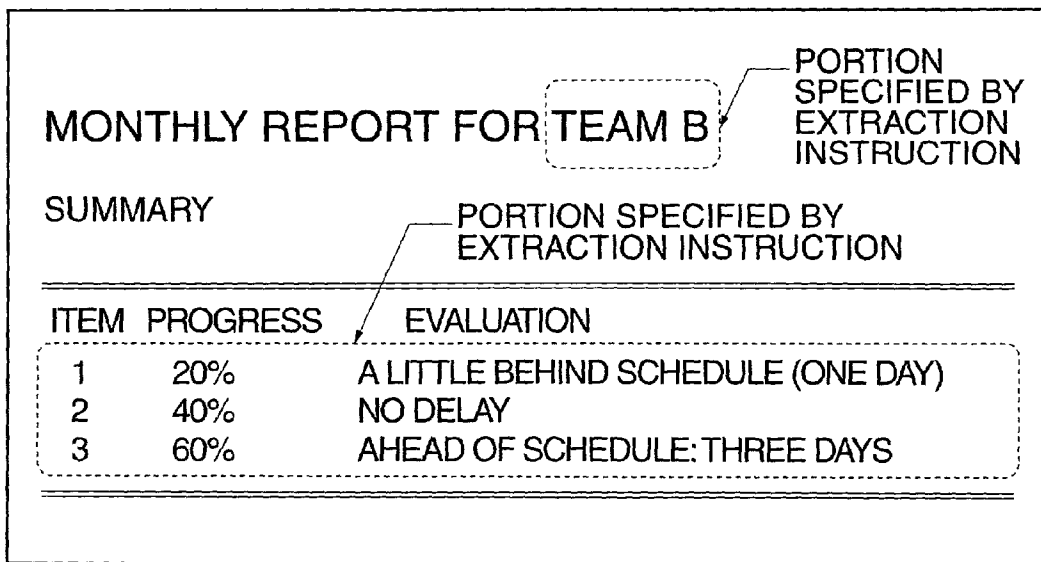 MONTHLY REPORT FOR TEAM B
PORTION
SPECIFIED BY
EXTRACTION
INSTRUCTION
SUMMARY
PORTION SPECIFIED BY
EXTRACTION INSTRUCTION
ITEM PROGRESS EVALUATION
1 20% A LITTLE BEHIND SCHEDULE (ONE DAY)
2 40% NO DELAY
3 60% AHEAD OF SCHEDULE: THREE DAYS